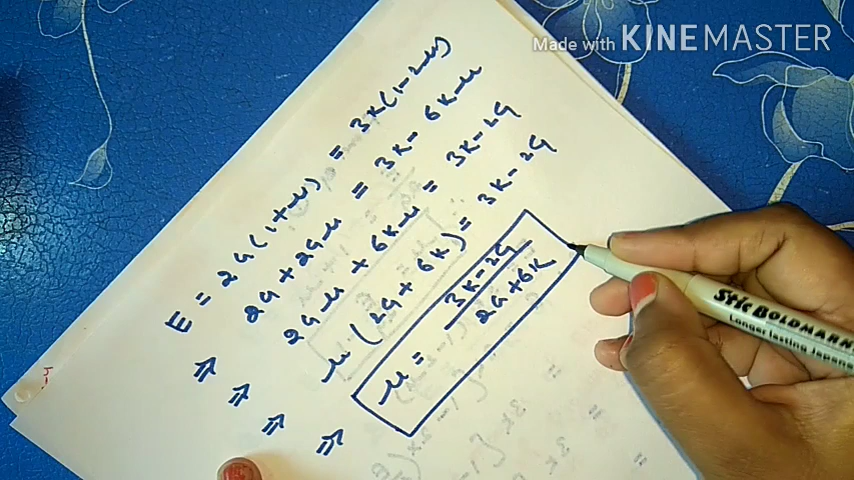 Made with KINEMASTER
E = 2G(1+μ) = 3K(1-2μ)
⇒ 2G + 2Gμ = 3K - 6Kμ
⇒ 2Gμ + 6Kμ = 3K - 2G
⇒ μ(2G + 6K) = 3K - 2G
⇒ μ = 3K-2G / 2G+6K
Stic BOLDMARK
Longer lasting Japane